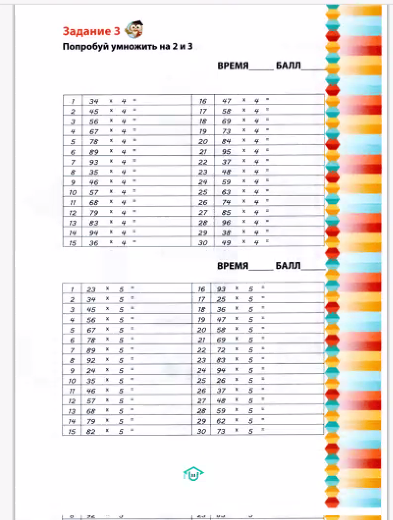 Задание 3
Попробуй умножить на 2 и 3
ВРЕМЯ_____ БАЛЛ____
1 34 x 4 = 16 47 x 4 =
2 45 x 4 = 17 58 x 4 =
3 56 x 4 = 18 69 x 4 =
4 67 x 4 = 19 73 x 4 =
5 78 x 4 = 20 84 x 4 =
6 89 x 4 = 21 95 x 4 =
7 93 x 4 = 22 37 x 4 =
8 35 x 4 = 23 48 x 4 =
9 46 x 4 = 24 59 x 4 =
10 57 x 4 = 25 63 x 4 =
11 68 x 4 = 26 74 x 4 =
12 79 x 4 = 27 85 x 4 =
13 83 x 4 = 28 96 x 4 =
14 94 x 4 = 29 38 x 4 =
15 36 x 4 = 30 49 x 4 =
ВРЕМЯ_____ БАЛЛ____
1 23 x 5 = 16 93 x 5 =
2 34 x 5 = 17 25 x 5 =
3 45 x 5 = 18 36 x 5 =
4 56 x 5 = 19 47 x 5 =
5 67 x 5 = 20 58 x 5 =
6 78 x 5 = 21 69 x 5 =
7 89 x 5 = 22 72 x 5 =
8 92 x 5 = 23 83 x 5 =
9 24 x 5 = 24 94 x 5 =
10 35 x 5 = 25 26 x 5 =
11 46 x 5 = 26 37 x 5 =
12 57 x 5 = 27 48 x 5 =
13 68 x 5 = 28 59 x 5 =
14 79 x 5 = 29 62 x 5 =
15 82 x 5 = 30 73 x 5 =